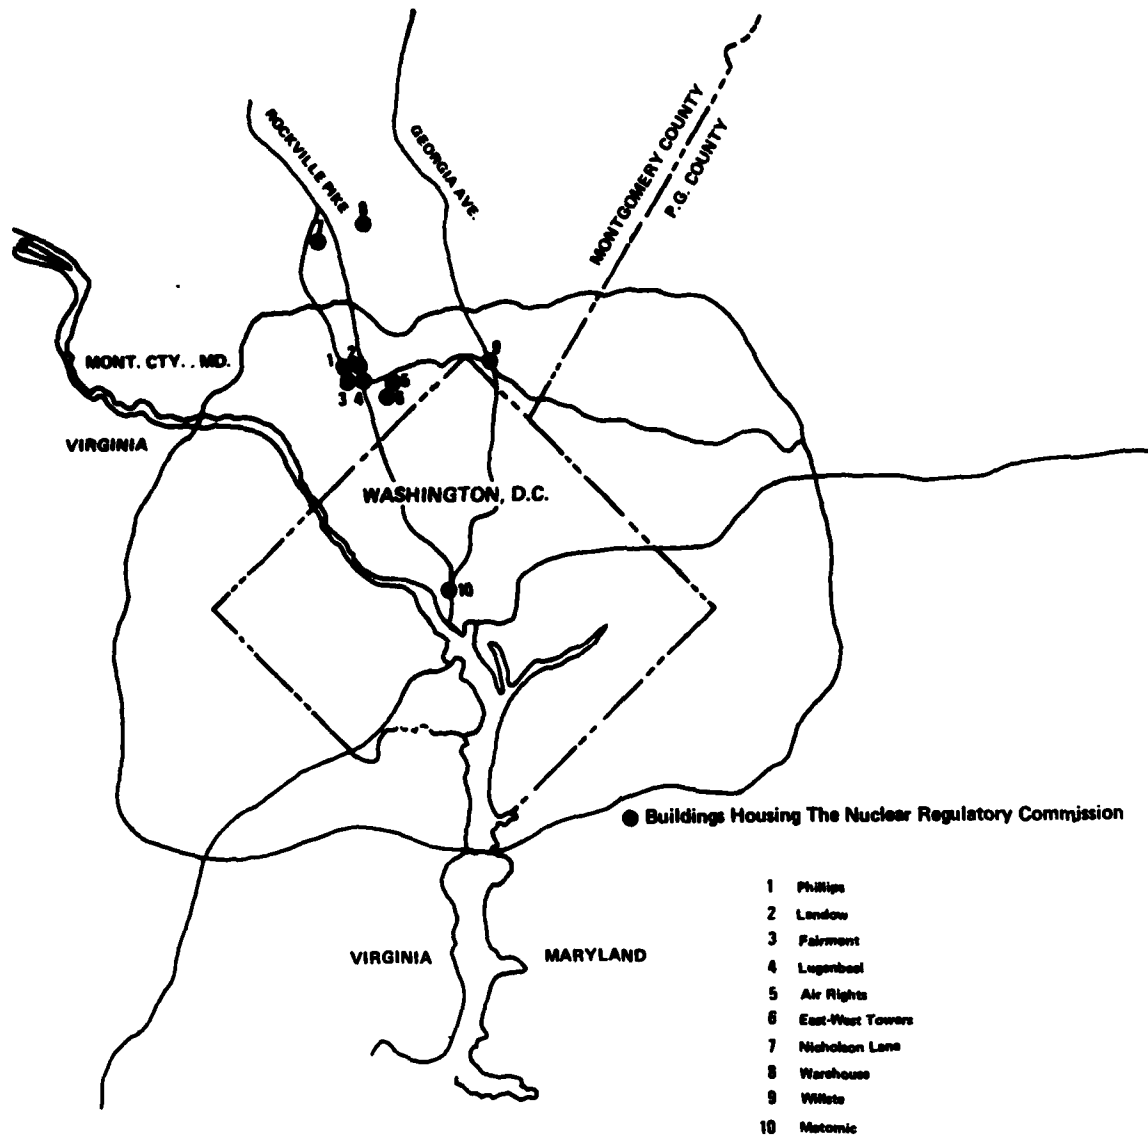 ROCKVILLE PIKE
GEORGIA AVE.
MONTGOMERY COUNTY
P.G. COUNTY
8
7
MONT. CTY. . MD.
VIRGINIA
1
2
9
3
4
5
6
WASHINGTON, D.C.
10
Buildings Housing The Nuclear Regulatory Commission
VIRGINIA
MARYLAND
1 Phillips
2 Landow
3 Fairmont
4 Lugenbeel
5 Air Rights
6 East-West Towers
7 Nicholson Lane
8 Warehouse
9 Willste
10 Matomic